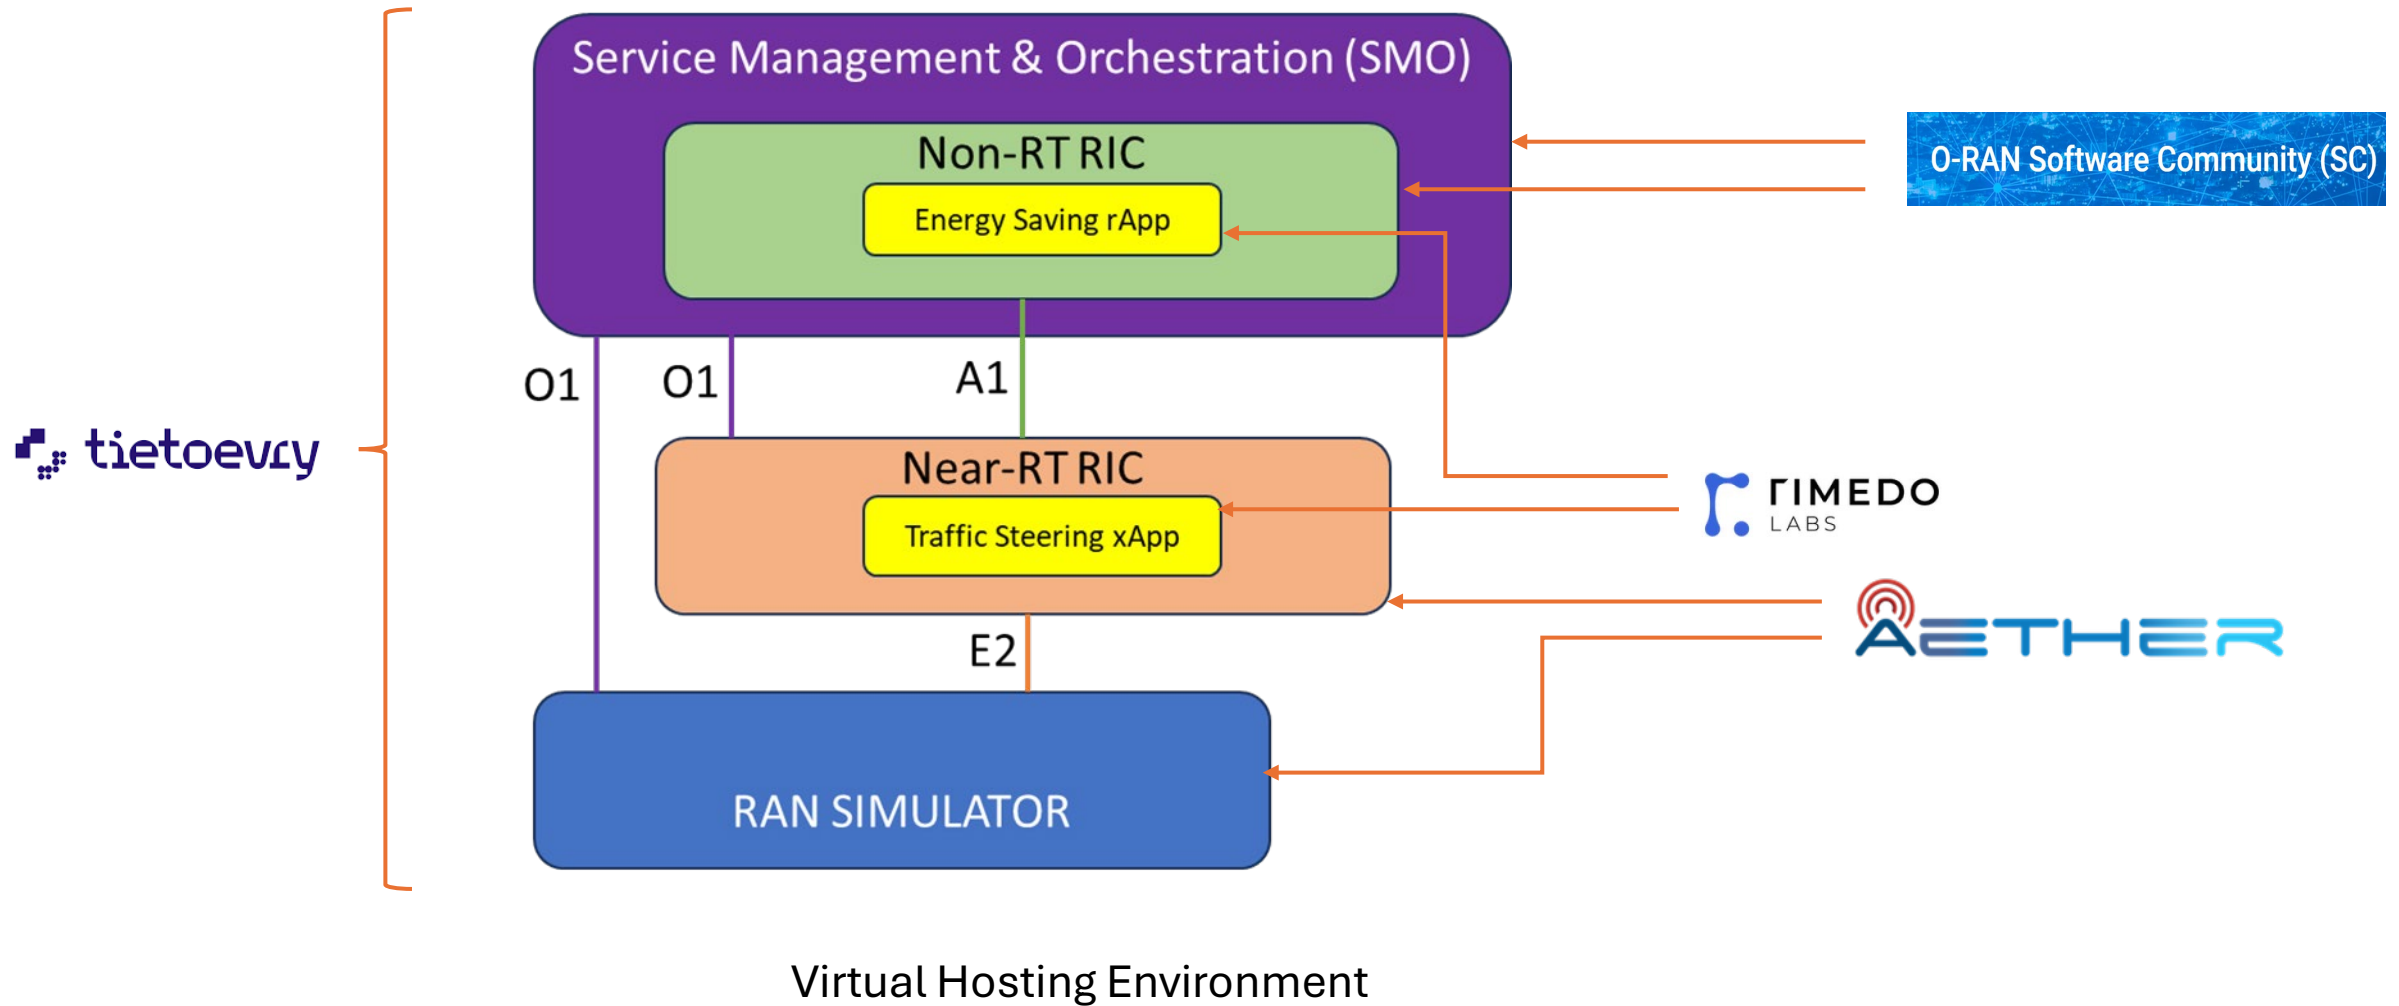 Service Management & Orchestration (SMO)
Non-RT RIC
Energy Saving rApp
O-RAN Software Community (SC)
O1
O1
A1
tietoevry
Near-RT RIC
Traffic Steering xApp
rIMEDO
LABS
AETHER
E2
RAN SIMULATOR
Virtual Hosting Environment